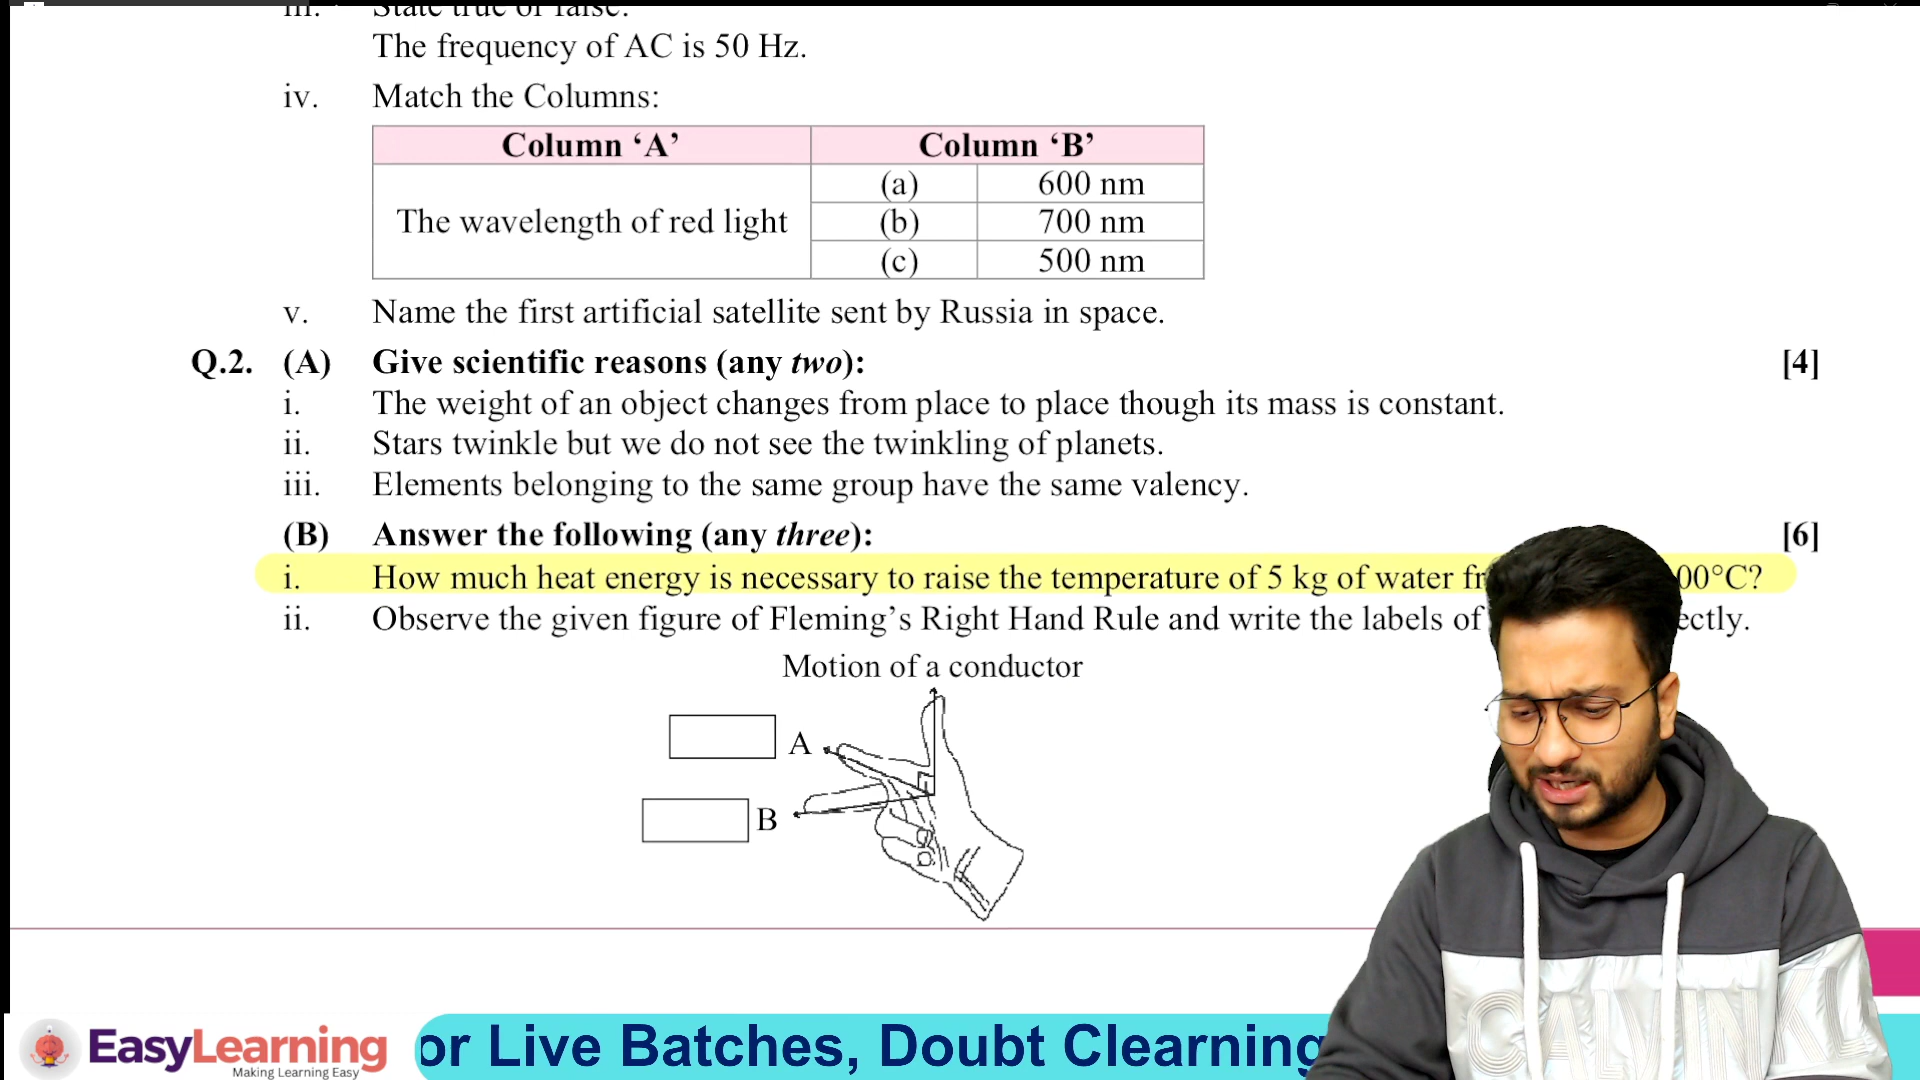 iii. State true or false:
The frequency of AC is 50 Hz.
iv. Match the Columns:
Column ‘A’ Column ‘B’
The wavelength of red light
(a) 600 nm
(b) 700 nm
(c) 500 nm
v. Name the first artificial satellite sent by Russia in space.
Q.2. (A) Give scientific reasons (any two): [4]
i. The weight of an object changes from place to place though its mass is constant.
ii. Stars twinkle but we do not see the twinkling of planets.
iii. Elements belonging to the same group have the same valency.
(B) Answer the following (any three): [6]
i. How much heat energy is necessary to raise the temperature of 5 kg of water 00°C?
ii. Observe the given figure of Fleming’s Right Hand Rule and write the labels of ectly.
Motion of a conductor
A
B
EasyLearning
Making Learning Easy
or Live Batches, Doubt Clearning